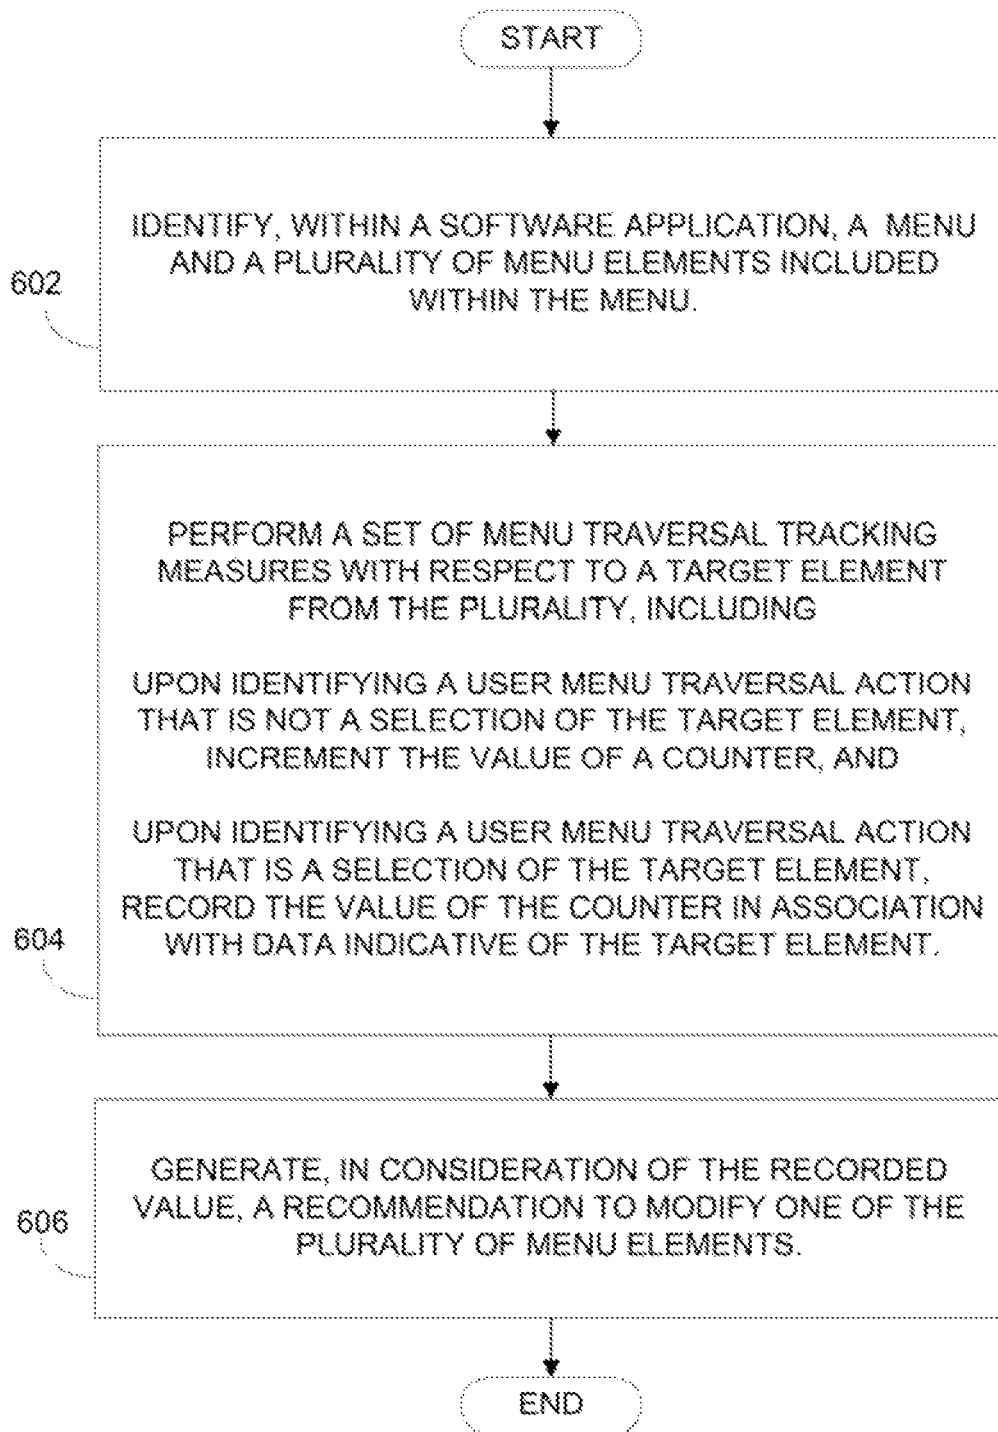 START
IDENTIFY, WITHIN A SOFTWARE APPLICATION, A MENU
AND A PLURALITY OF MENU ELEMENTS INCLUDED
WITHIN THE MENU.
602
PERFORM A SET OF MENU TRAVERSAL TRACKING
MEASURES WITH RESPECT TO A TARGET ELEMENT
FROM THE PLURALITY, INCLUDING
UPON IDENTIFYING A USER MENU TRAVERSAL ACTION
THAT IS NOT A SELECTION OF THE TARGET ELEMENT,
INCREMENT THE VALUE OF A COUNTER, AND
UPON IDENTIFYING A USER MENU TRAVERSAL ACTION
THAT IS A SELECTION OF THE TARGET ELEMENT,
RECORD THE VALUE OF THE COUNTER IN ASSOCIATION
WITH DATA INDICATIVE OF THE TARGET ELEMENT.
604
GENERATE, IN CONSIDERATION OF THE RECORDED
VALUE, A RECOMMENDATION TO MODIFY ONE OF THE
PLURALITY OF MENU ELEMENTS.
606
END